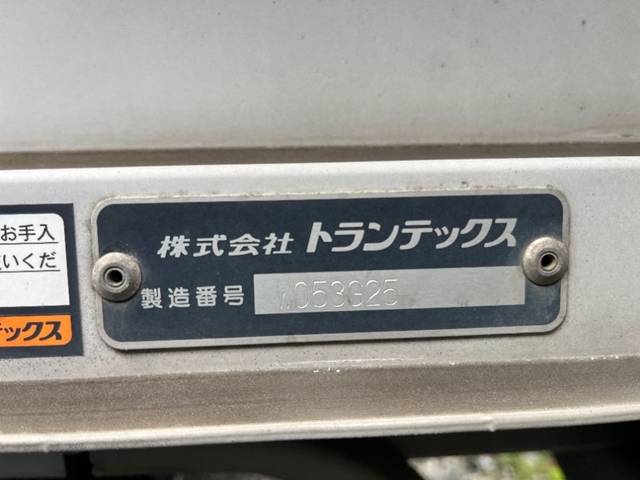 お手入
いくだ
テックス
株式会社 トランテックス
製造番号